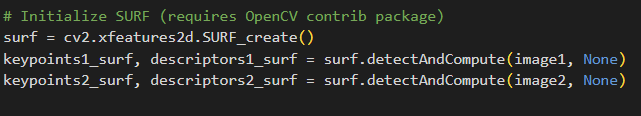 # Initialize SURF (requires OpenCV contrib package)
surf = cv2.xfeatures2d.SURF_create()
keypoints1_surf, descriptors1_surf = surf.detectAndCompute(image1, None)
keypoints2_surf, descriptors2_surf = surf.detectAndCompute(image2, None)